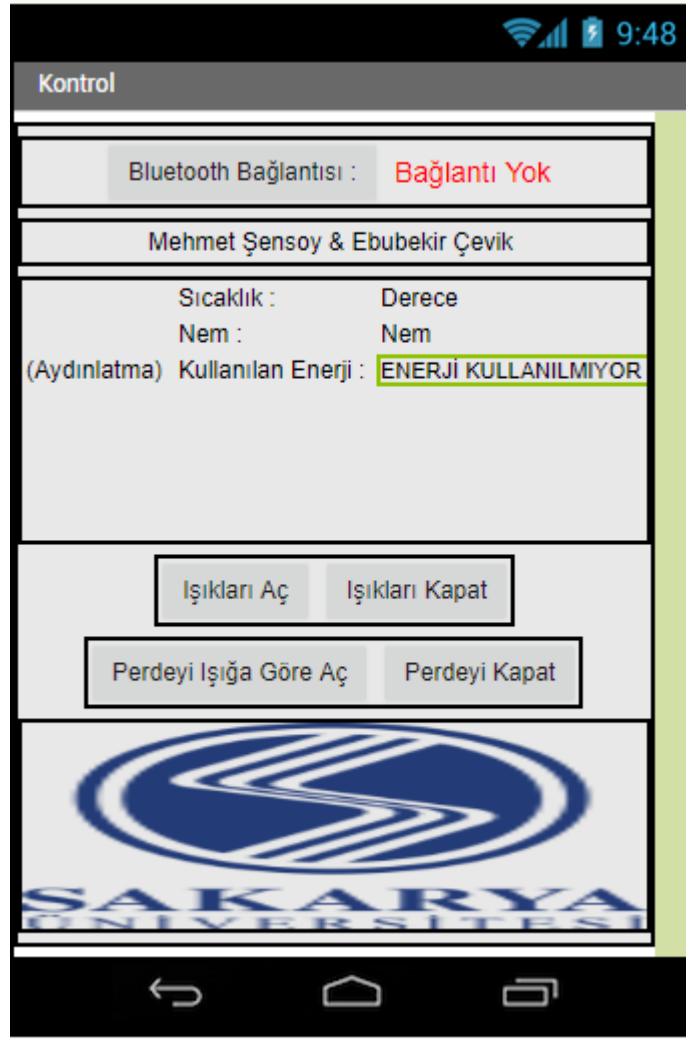 9:48
Kontrol
Bluetooth Bağlantısı : Bağlantı Yok
Mehmet Şensoy & Ebubekir Çevik
Sıcaklık : Derece
Nem : Nem
(Aydınlatma) Kullanılan Enerji : ENERJİ KULLANILMIYOR
Işıkları Aç Işıkları Kapat
Perdeyi Işığa Göre Aç Perdeyi Kapat
SAKARYA
ÜNİVERSİTESİ